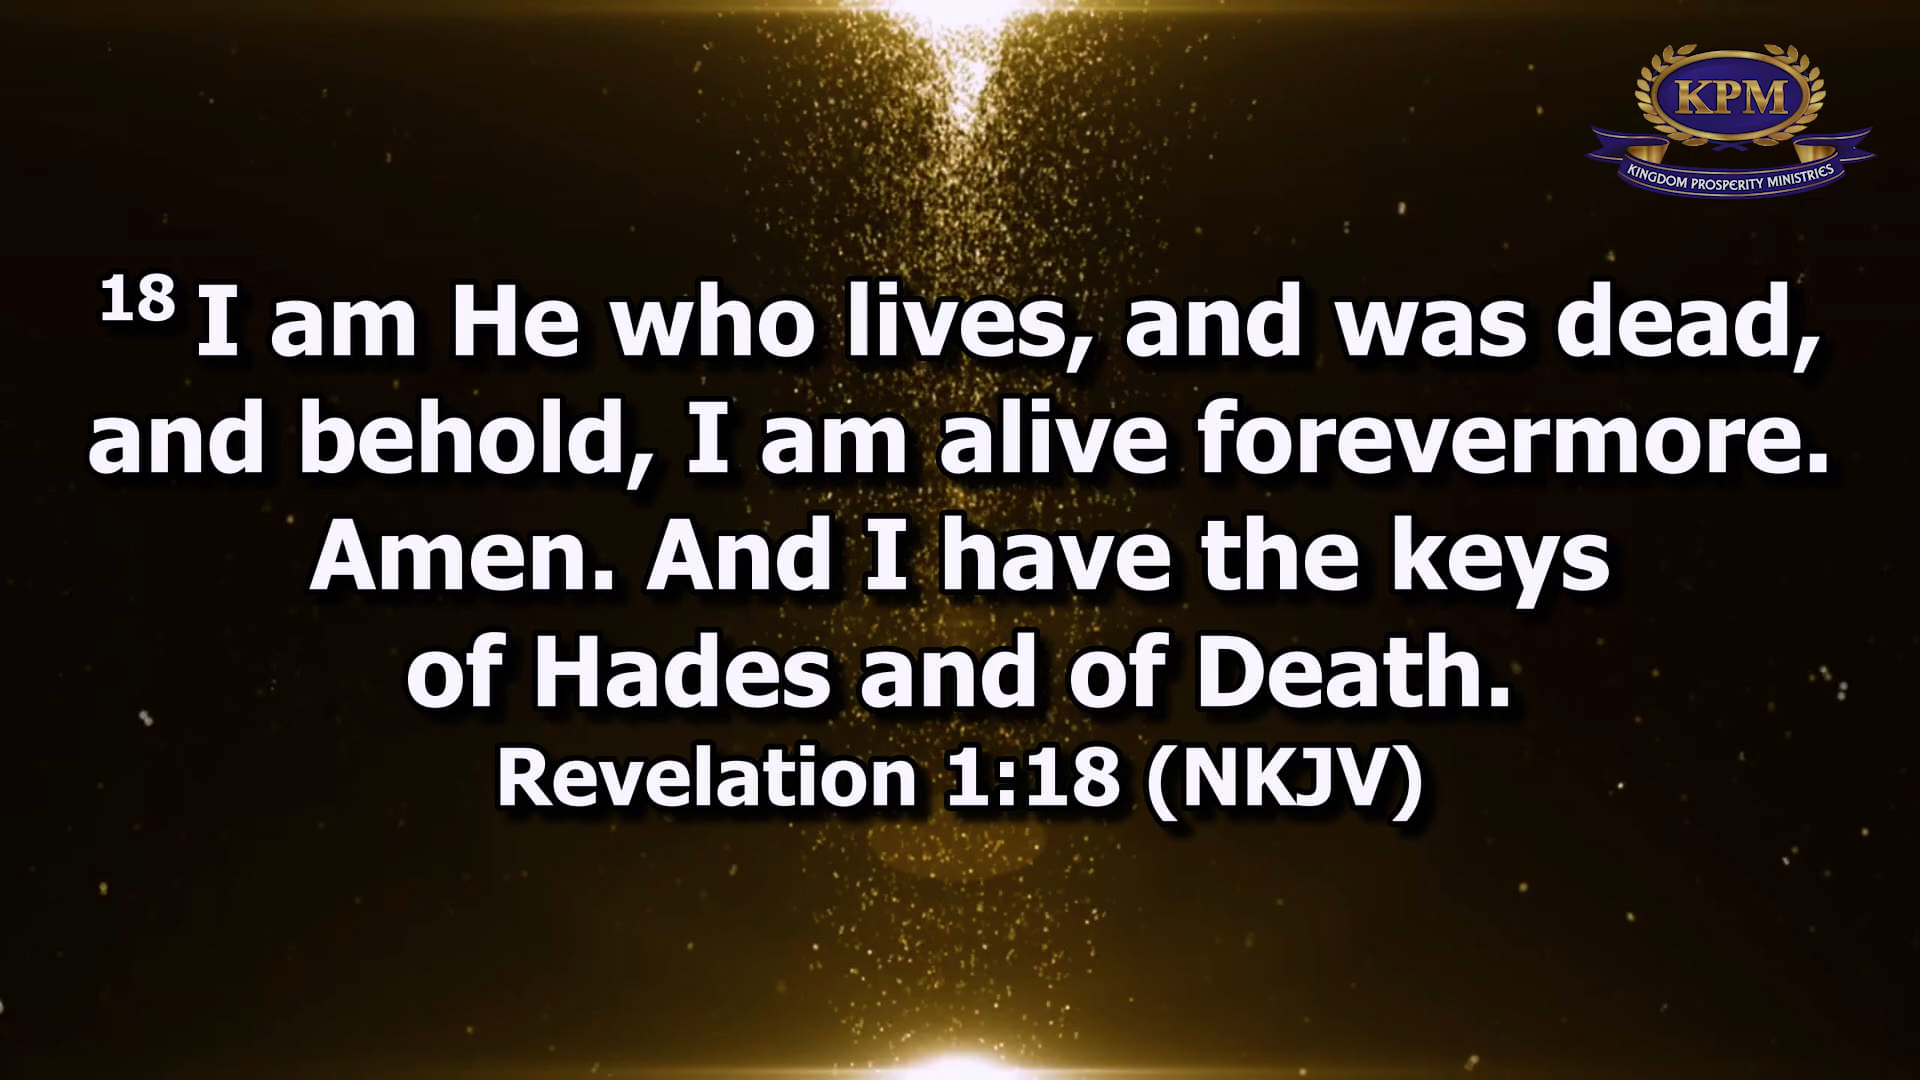 KPM
KINGDOM PROSPERITY MINISTRIES
18 I am He who lives, and was dead,
and behold, I am alive forevermore.
Amen. And I have the keys
of Hades and of Death.
Revelation 1:18 (NKJV)